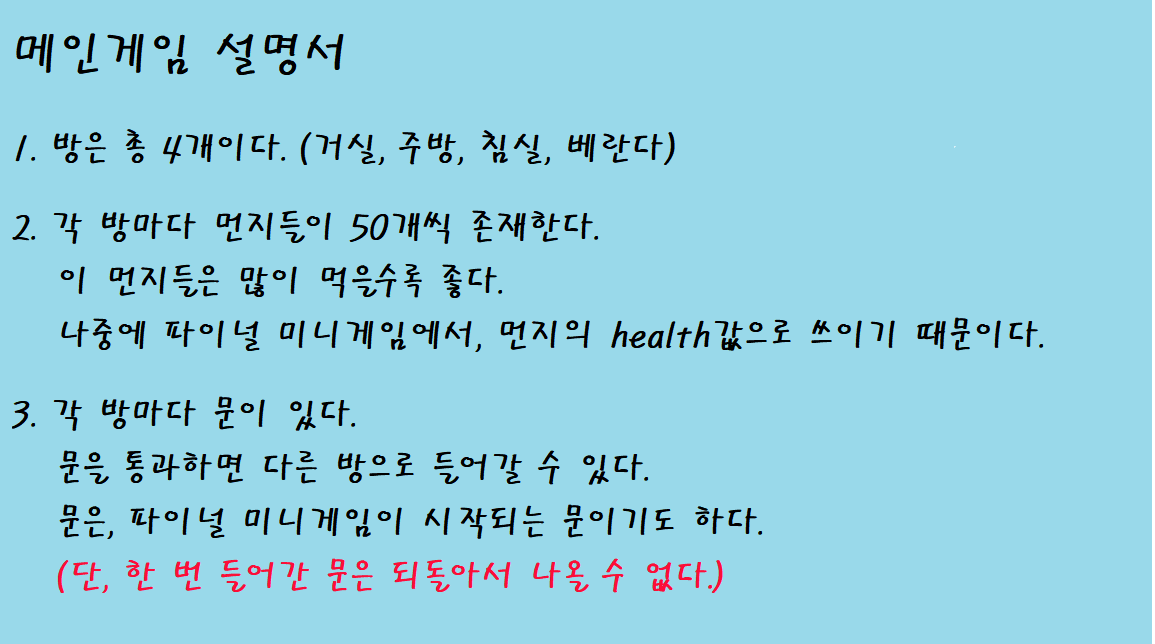 메인게임 설명서
1. 방은 총 4개이다. (거실, 주방, 침실, 베란다)
2. 각 방마다 먼지들이 50개씩 존재한다.
이 먼지들은 많이 먹을수록 좋다.
나중에 파이널 미니게임에서, 먼지의 health값으로 쓰이기 때문이다.
3. 각 방마다 문이 있다.
문을 통과하면 다른 방으로 들어갈 수 있다.
문은, 파이널 미니게임이 시작되는 문이기도 하다.
(단, 한 번 들어간 문은 되돌아서 나올 수 없다.)